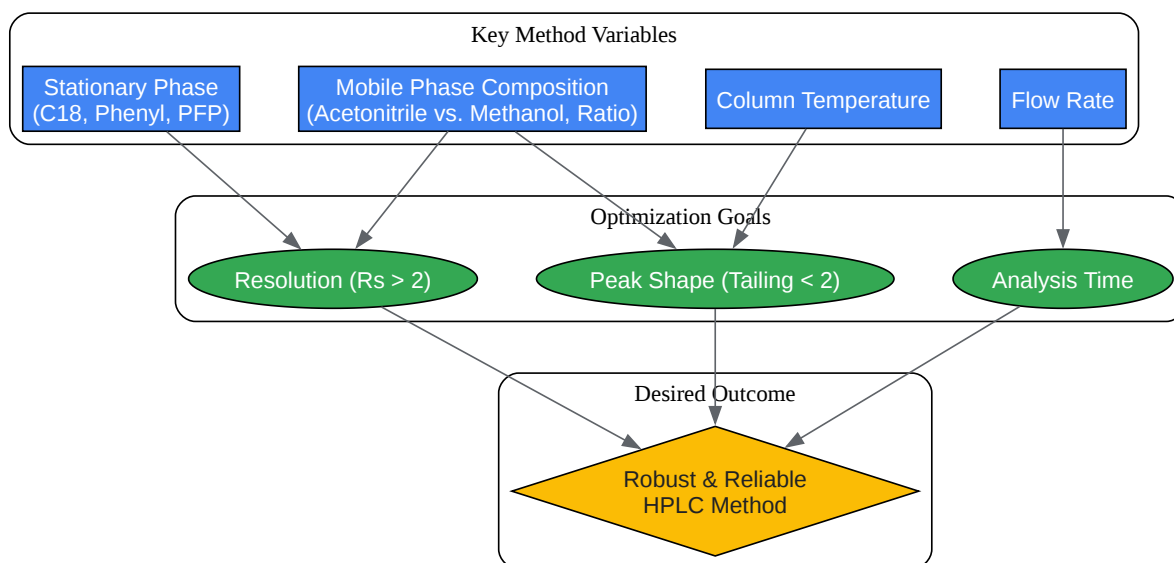 Key Method Variables
Stationary Phase
(C18, Phenyl, PFP)
Mobile Phase Composition
(Acetonitrile vs. Methanol, Ratio)
Column Temperature
Flow Rate
Optimization Goals
Resolution (Rs > 2)
Peak Shape (Tailing < 2)
Analysis Time
Desired Outcome
Robust & Reliable
HPLC Method